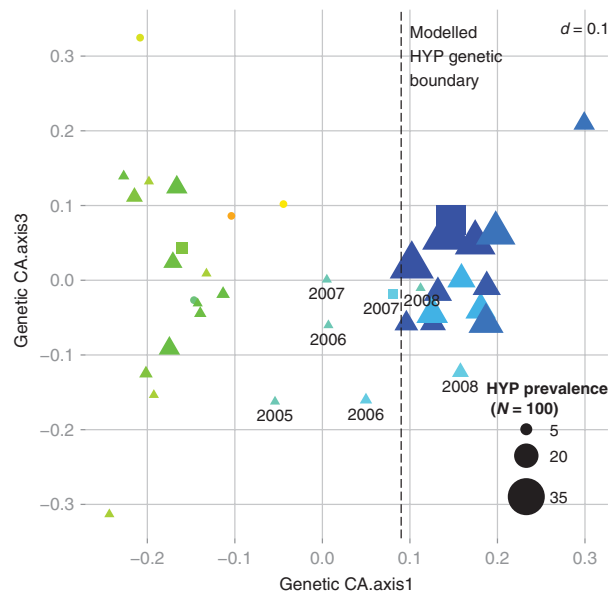 Modelled
HYP genetic
boundary
d = 0.1
0.3
0.2
0.1
0.0
−0.1
−0.2
−0.3
Genetic CA.axis3
2007
2007
2008
2006
2005
2006
2008
HYP prevalence
(N = 100)
5
20
35
−0.2
−0.1
0.0
0.1
0.2
0.3
Genetic CA.axis1